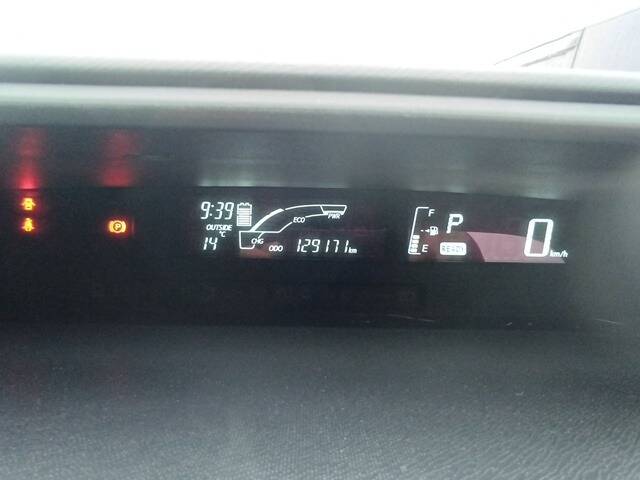 9:39
OUTSIDE
14 °C
ECO
PWR
CHG
ODO 129171 km
F
E
P
READY
0 km/h
(P)